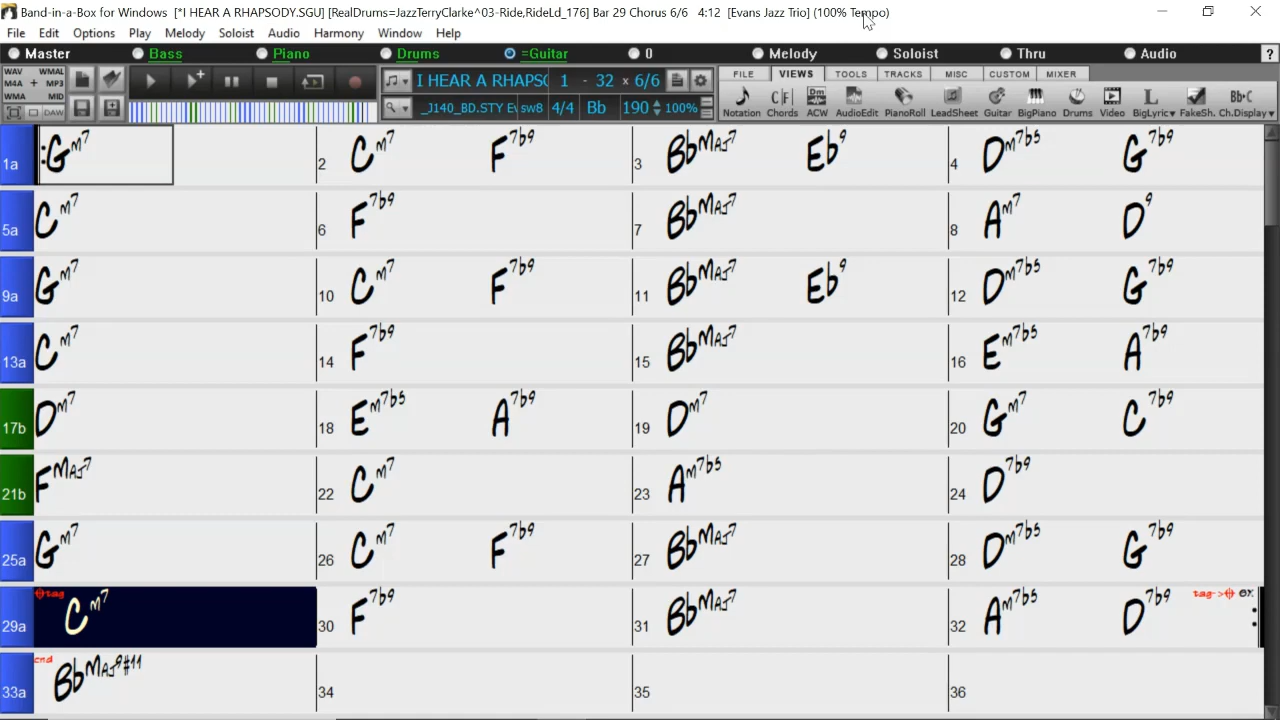 Band-in-a-Box for Windows [*I HEAR A RHAPSODY.SGU] [RealDrums=JazzTerryClarke^03-Ride,RideLd_176] Bar 29 Chorus 6/6 4:12 [Evans Jazz Trio] (100% Tempo)
File Edit Options Play Melody Soloist Audio Harmony Window Help
Master Bass Piano Drums =Guitar 0 Melody Soloist Thru Audio ?
WAV WMAL
M4A + MP3
WMA MID
DAW
I HEAR A RHAPSO 1 - 32 x 6/6
_J140_BD.STY Ev sw8 4/4 Bb 190 100%
FILE VIEWS TOOLS TRACKS MISC CUSTOM MIXER
C|F| Dm Bb·C
Notation Chords ACW AudioEdit PianoRoll LeadSheet Guitar BigPiano Drums Video BigLyric FakeSh. Ch.Display
1a Gm7 2 Cm7 F7b9 3 BbMaj7 Eb9 4 Dm7b5 G7b9
5a Cm7 6 F7b9 7 BbMaj7 8 Am7 D9
9a Gm7 10 Cm7 F7b9 11 BbMaj7 Eb9 12 Dm7b5 G7b9
13a Cm7 14 F7b9 15 BbMaj7 16 Em7b5 A7b9
17b Dm7 18 Em7b5 A7b9 19 Dm7 20 Gm7 C7b9
21b FMaj7 22 Cm7 23 Am7b5 24 D7b9
25a Gm7 26 Cm7 F7b9 27 BbMaj7 28 Dm7b5 G7b9
tag tag->
29a Cm7 30 F7b9 31 BbMaj7 32 Am7b5 D7b9
end
33a BbMaj9#11 34 35 36